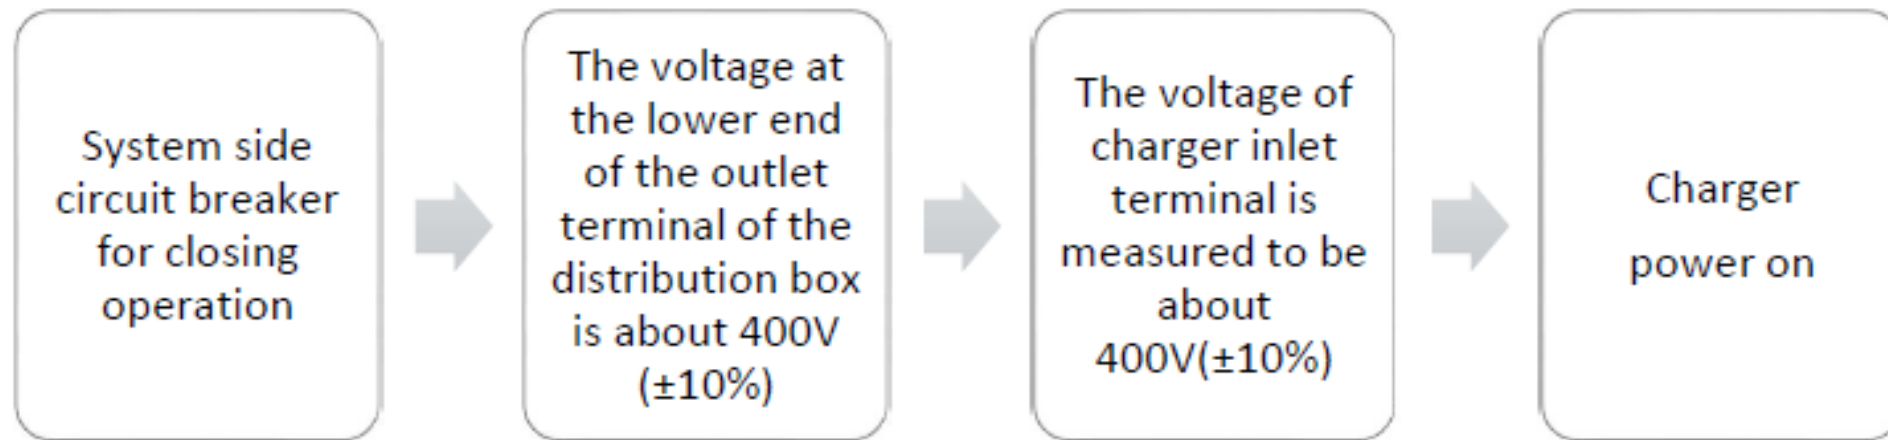 System side
circuit breaker
for closing
operation
The voltage at
the lower end
of the outlet
terminal of the
distribution box
is about 400V
(±10%)
The voltage of
charger inlet
terminal is
measured to be
about
400V(±10%)
Charger
power on